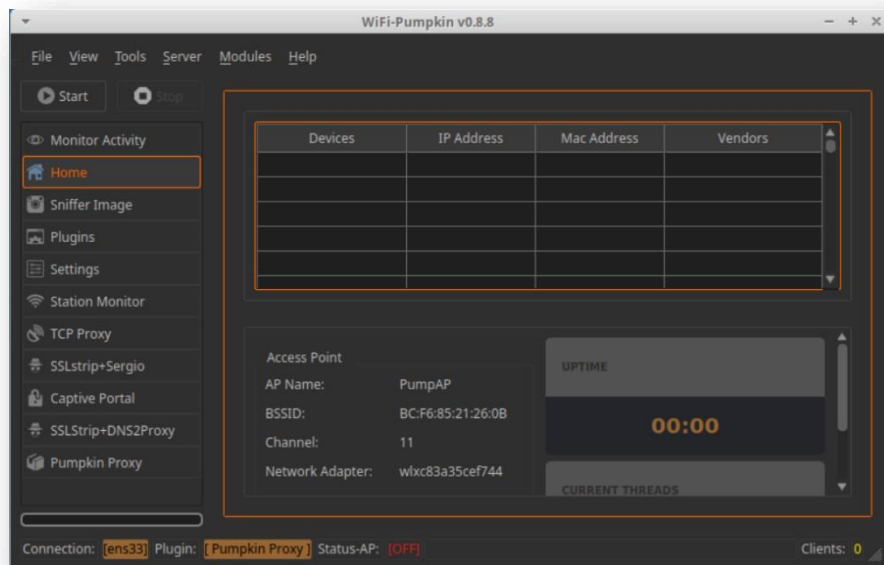 WiFi-Pumpkin v0.8.8
File View Tools Server Modules Help
Start Stop
Monitor Activity
Home
Sniffer Image
Plugins
Settings
Station Monitor
TCP Proxy
SSLstrip+Sergio
Captive Portal
SSLStrip+DNS2Proxy
Pumpkin Proxy
Devices IP Address Mac Address Vendors
Access Point
AP Name: PumpAP
BSSID: BC:F6:85:21:26:0B
Channel: 11
Network Adapter: wlxc83a35cef744
UPTIME
00:00
CURRENT THREADS
Connection: [ens33] Plugin: [ Pumpkin Proxy ] Status-AP: [OFF] Clients: 0